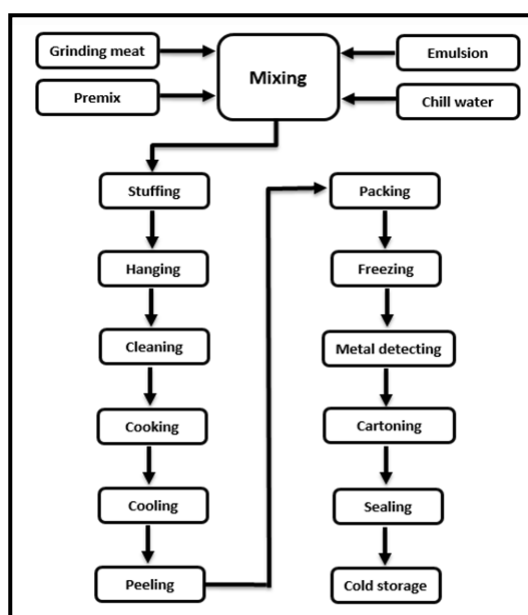 Grinding meat
Premix
Mixing
Emulsion
Chill water
Stuffing
Hanging
Cleaning
Cooking
Cooling
Peeling
Packing
Freezing
Metal detecting
Cartoning
Sealing
Cold storage